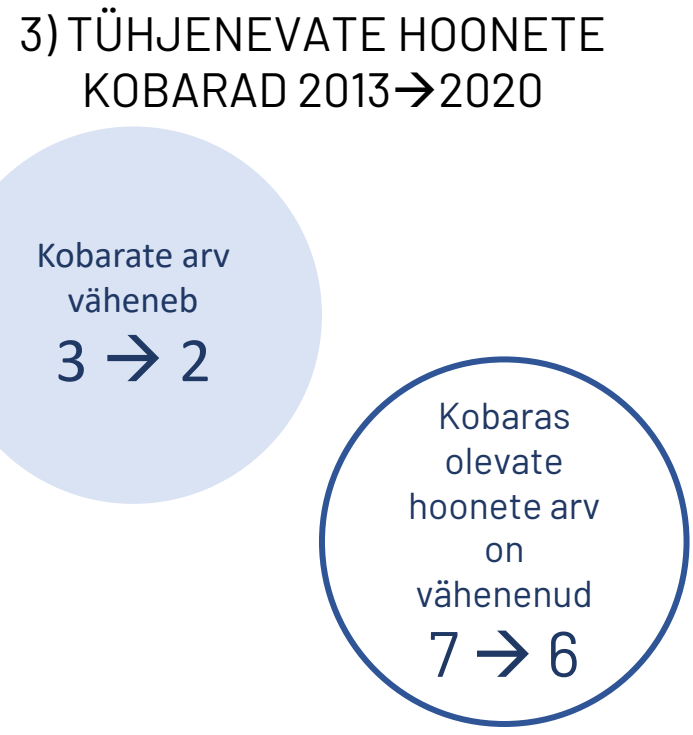 3) TÜHJENEVATE HOONETE
KOBARAD 2013→2020
Kobarate arv
väheneb
3 → 2
Kobaras
olevate
hoonete arv
on
vähenenud
7 → 6